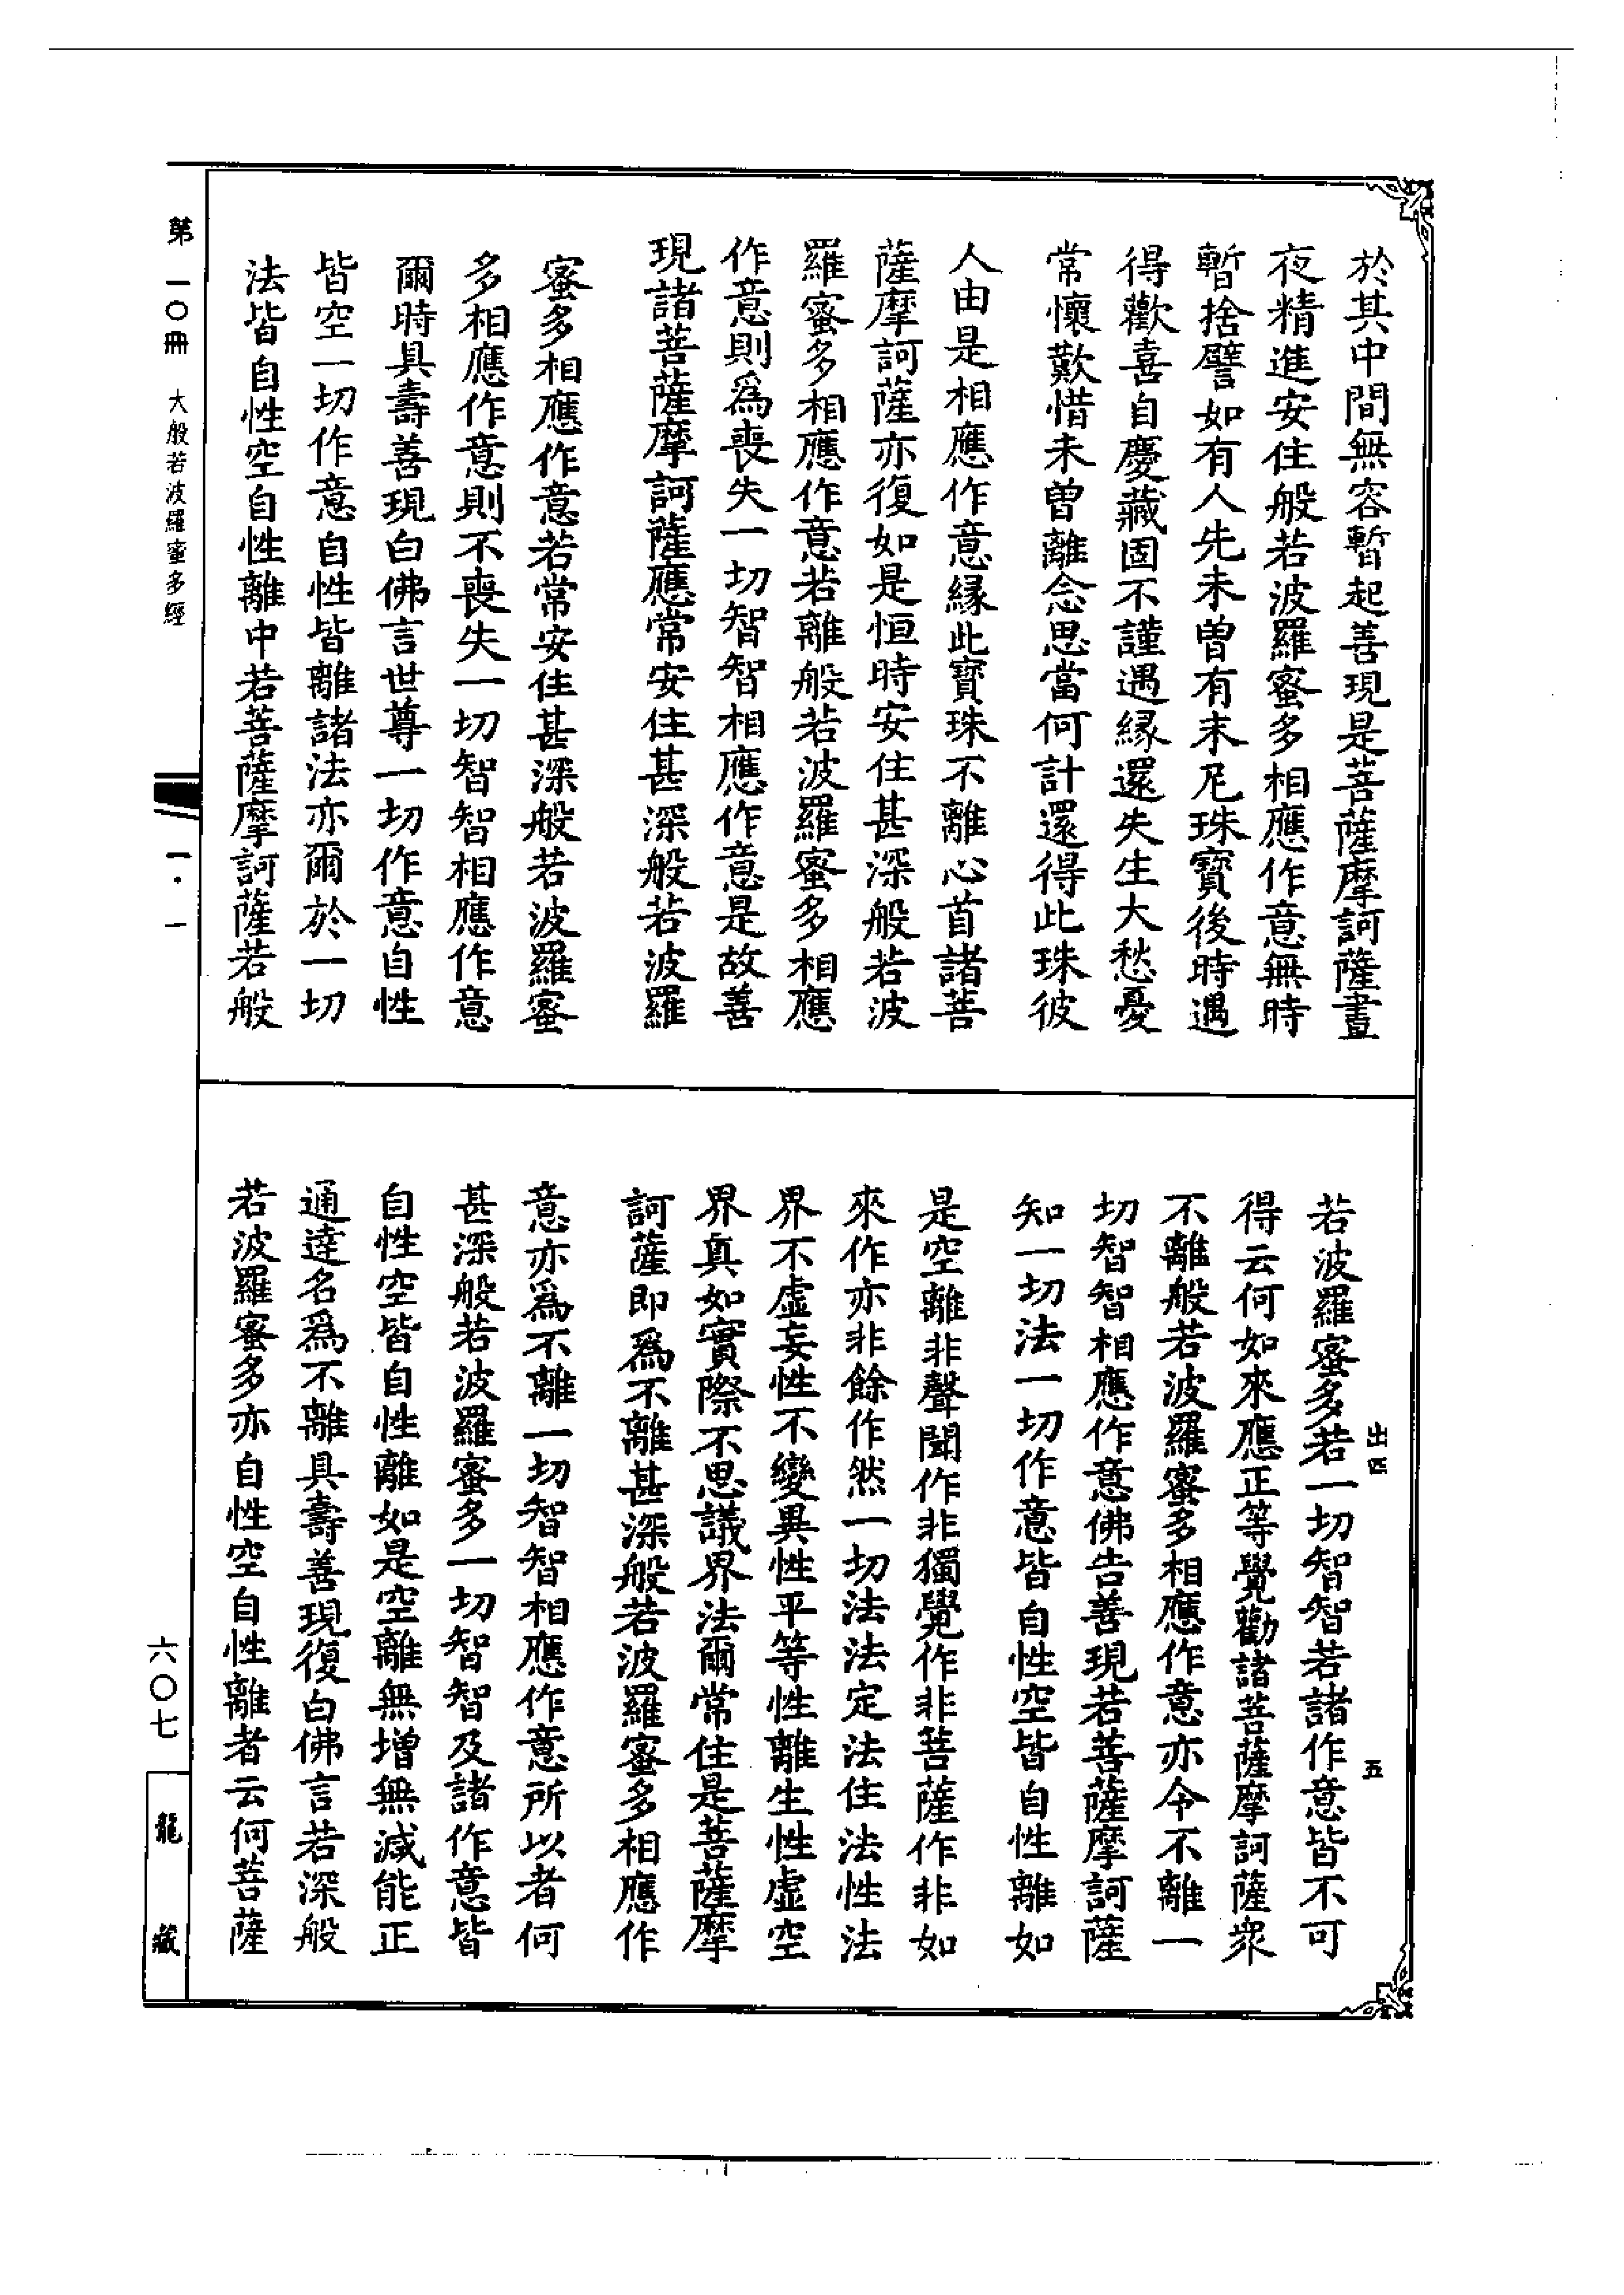 於其中間無容暫起善現是菩薩摩訶薩晝
夜精進安住般若波羅蜜多相應作意無時
暫捨譬如有人先未曾有末尼珠寶後時遇
得歡喜自慶藏固不謹遇緣還失生大愁憂
常懷歎惜未曾離念思當何計還得此珠彼
人由是相應作意緣此寶珠不離心首諸菩
薩摩訶薩亦復如是恒時安住甚深般若波
羅蜜多相應作意若離般若波羅蜜多相應
作意則爲喪失一切智智相應作意是故善
現諸菩薩摩訶薩應常安住甚深般若波羅
蜜多相應作意若常安住甚深般若波羅蜜
多相應作意則不喪失一切智智相應作意
爾時具壽善現白佛言世尊一切作意自性
皆空一切作意自性皆離諸法亦爾於一切
法皆自性空自性離中若菩薩摩訶薩若般
若波羅蜜多若一切智智若諸作意皆不可
得云何如來應正等覺勸諸菩薩摩訶薩衆
不離般若波羅蜜多相應作意亦令不離一
切智智相應作意佛告善現若菩薩摩訶薩
知一切法一切作意皆自性空皆自性離如
是空離非聲聞作非獨覺作非菩薩作非如
來作亦非餘作然一切法法定法住法性法
界不虛妄性不變異性平等性離生性虛空
界真如實際不思議界法爾常住是菩薩摩
訶薩即爲不離甚深般若波羅蜜多相應作
意亦爲不離一切智智相應作意所以者何
甚深般若波羅蜜多一切智智及諸作意皆
自性空皆自性離如是空離無增無減能正
通達名爲不離具壽善現復白佛言若深般
若波羅蜜多亦自性空自性離者云何菩薩
出四
五
第一〇冊 大般若波羅蜜多經
一·一
六〇七
龍藏